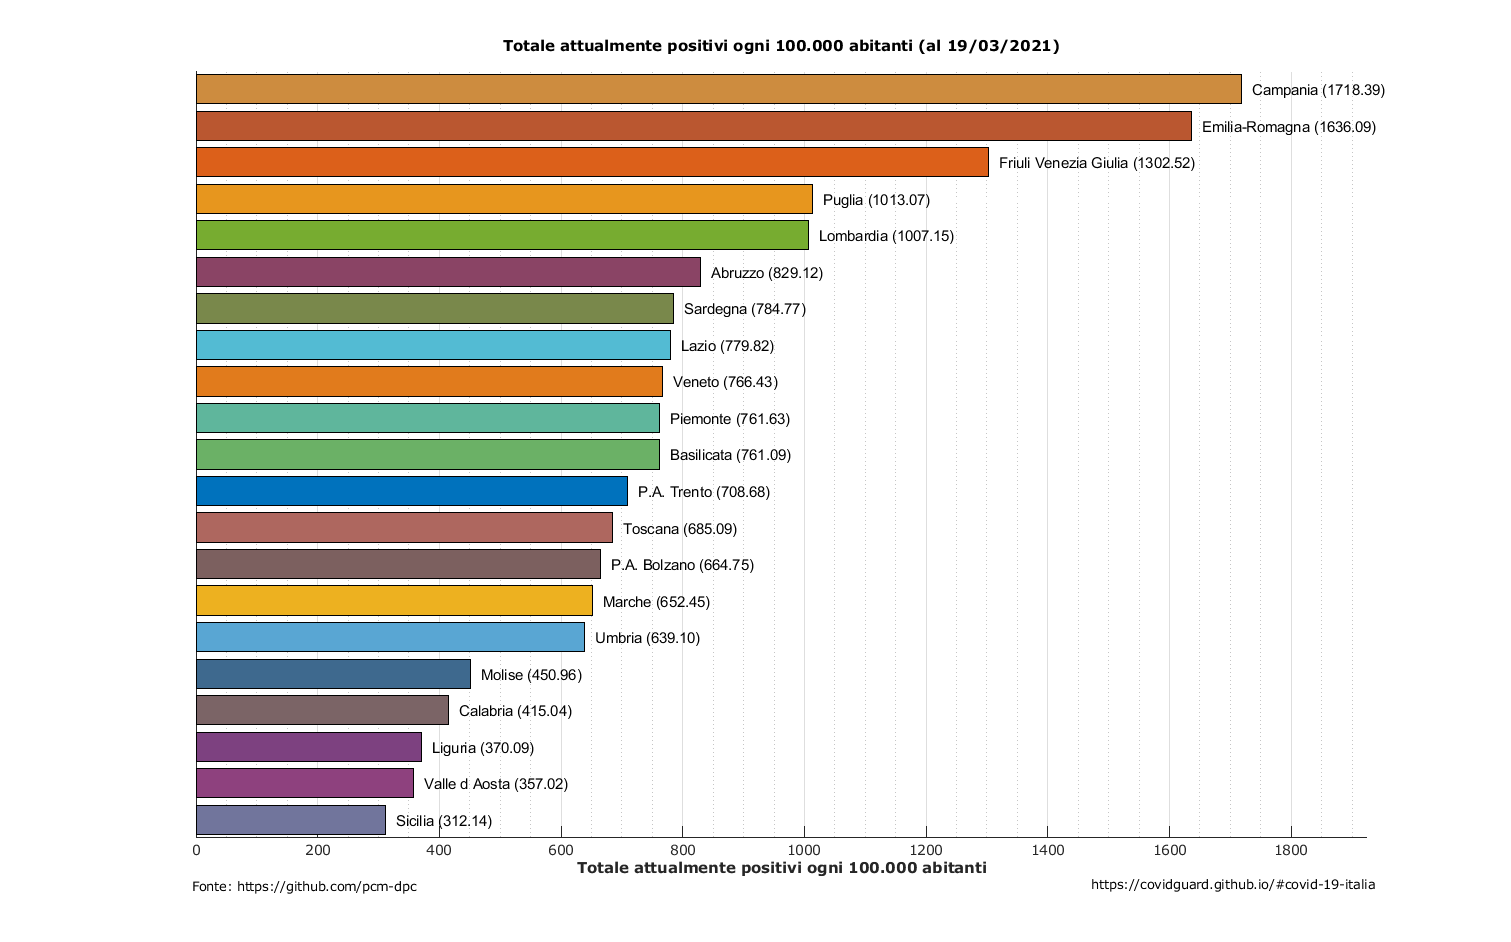 Totale attualmente positivi ogni 100.000 abitanti (al 19/03/2021)
Campania (1718.39)
Emilia-Romagna (1636.09)
Friuli Venezia Giulia (1302.52)
Puglia (1013.07)
Lombardia (1007.15)
Abruzzo (829.12)
Sardegna (784.77)
Lazio (779.82)
Veneto (766.43)
Piemonte (761.63)
Basilicata (761.09)
P.A. Trento (708.68)
Toscana (685.09)
P.A. Bolzano (664.75)
Marche (652.45)
Umbria (639.10)
Molise (450.96)
Calabria (415.04)
Liguria (370.09)
Valle d Aosta (357.02)
Sicilia (312.14)
0 200 400 600 800 1000 1200 1400 1600 1800
Totale attualmente positivi ogni 100.000 abitanti
Fonte: https://github.com/pcm-dpc
https://covidguard.github.io/#covid-19-italia